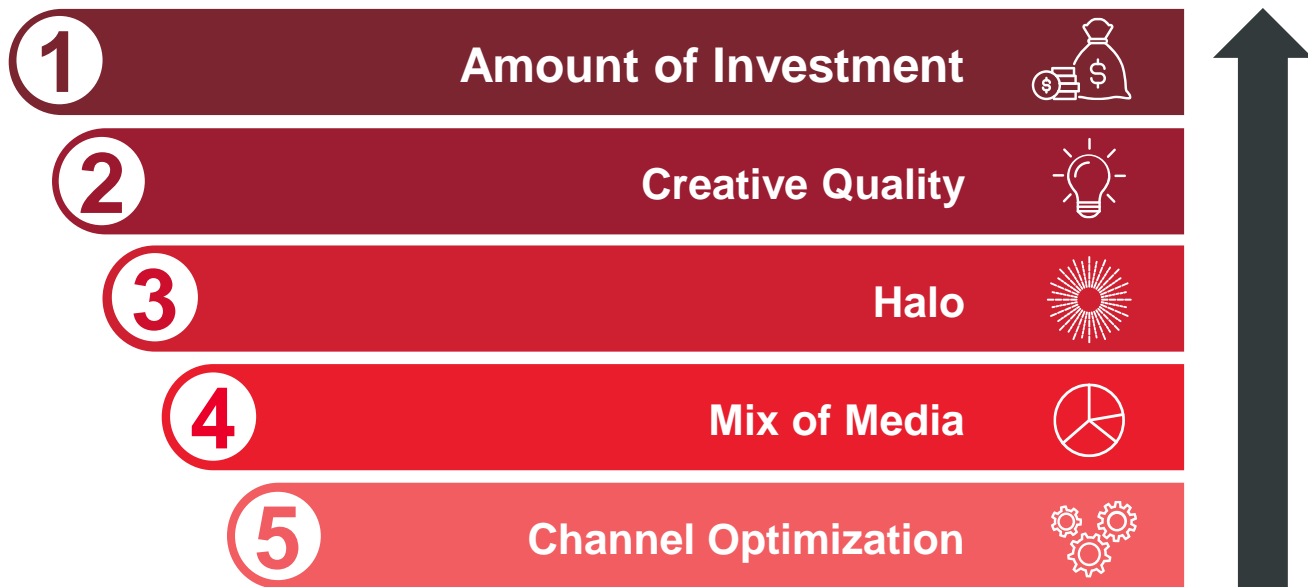 1 Amount of Investment $ $
2 Creative Quality
3 Halo
4 Mix of Media
5 Channel Optimization